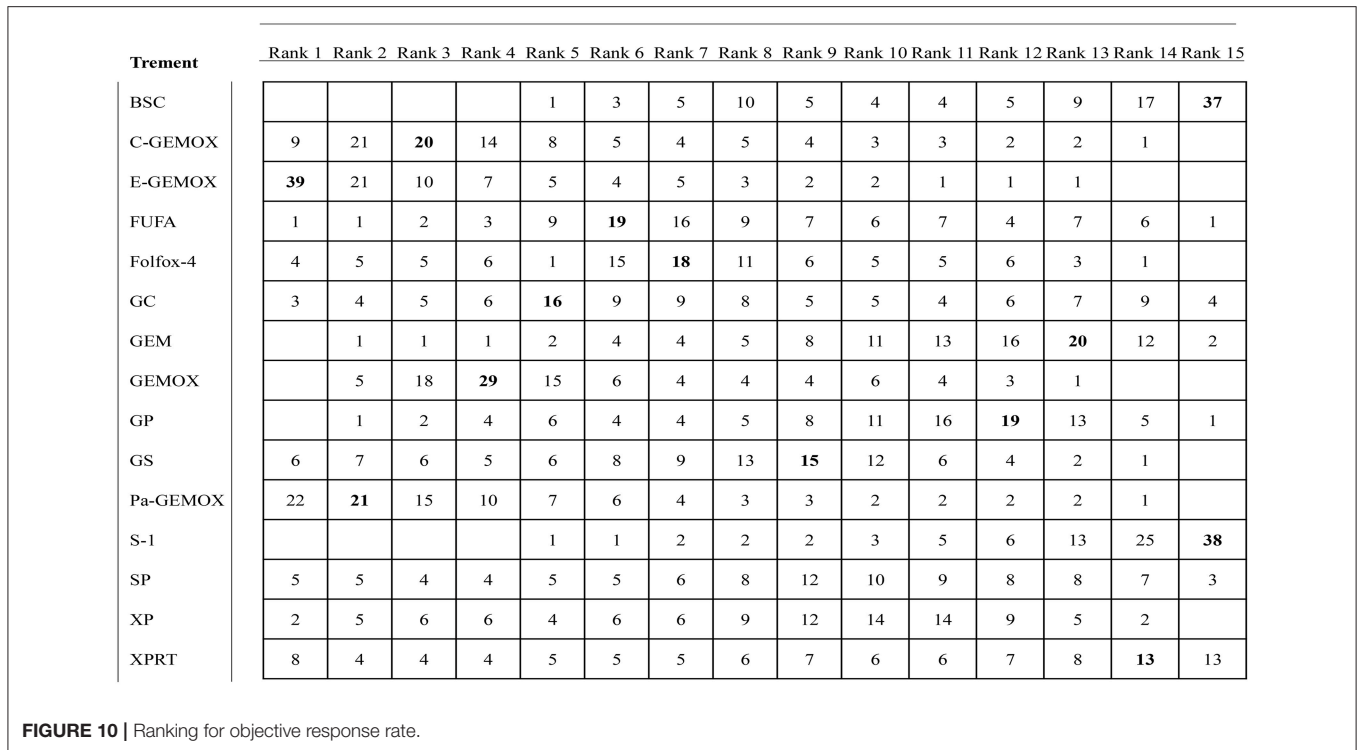 Trement Rank 1 Rank 2 Rank 3 Rank 4 Rank 5 Rank 6 Rank 7 Rank 8 Rank 9 Rank 10 Rank 11 Rank 12 Rank 13 Rank 14 Rank 15
BSC 1 3 5 10 5 4 4 5 9 17 37
C-GEMOX 9 21 20 14 8 5 4 5 4 3 3 2 2 1
E-GEMOX 39 21 10 7 5 4 5 3 2 2 1 1 1
FUFA 1 1 2 3 9 19 16 9 7 6 7 4 7 6 1
Folfox-4 4 5 5 6 1 15 18 11 6 5 5 6 3 1
GC 3 4 5 6 16 9 9 8 5 5 4 6 7 9 4
GEM 1 1 1 2 4 4 5 8 11 13 16 20 12 2
GEMOX 5 18 29 15 6 4 4 4 6 4 3 1
GP 1 2 4 6 4 4 5 8 11 16 19 13 5 1
GS 6 7 6 5 6 8 9 13 15 12 6 4 2 1
Pa-GEMOX 22 21 15 10 7 6 4 3 3 2 2 2 2 1
S-1 1 1 2 2 2 3 5 6 13 25 38
SP 5 5 4 4 5 5 6 8 12 10 9 8 8 7 3
XP 2 5 6 6 4 6 6 9 12 14 14 9 5 2
XPRT 8 4 4 4 5 5 5 6 7 6 6 7 8 13 13
FIGURE 10 | Ranking for objective response rate.